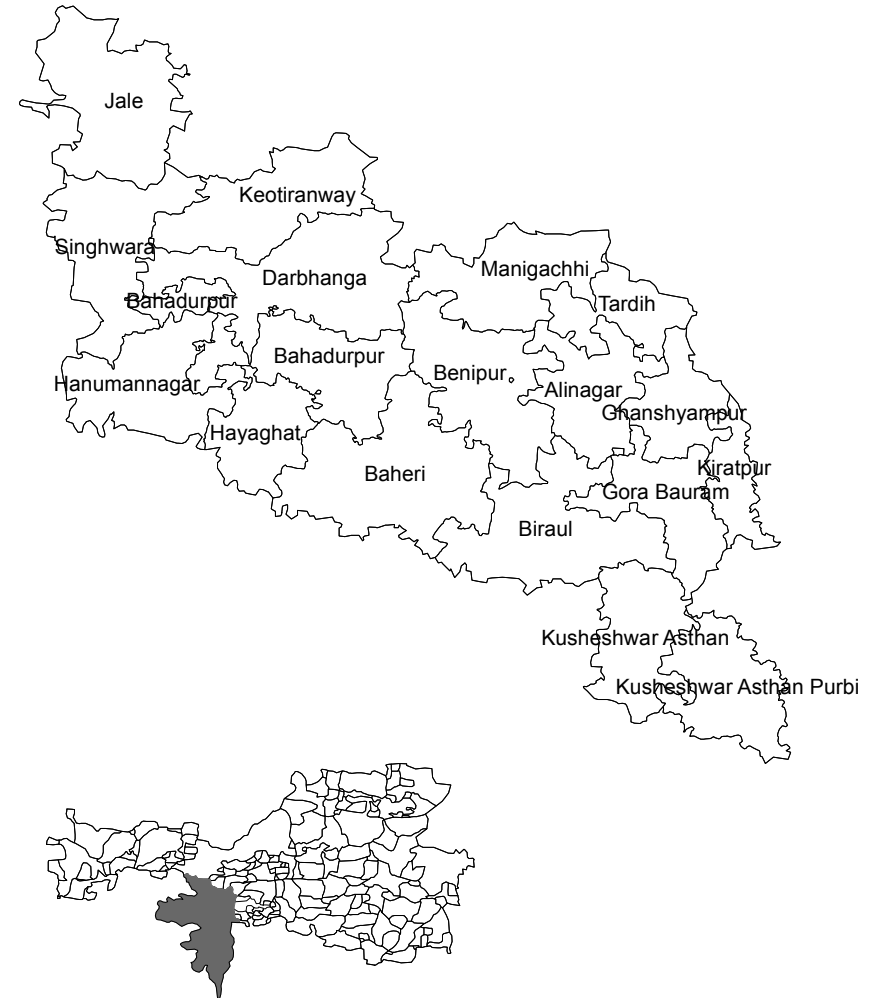 Jale
Keotiranway
Singhwara
Manigachhi
Darbhanga
Bahadurpur
Tardih
Bahadurpur
Benipur
Hanumannagar
Alinagar
Ghanshyampur
Hayaghat
Kiratpur
Baheri
Gora Bauram
Biraul
Kusheshwar Asthan
Kusheshwar Asthan Purbi